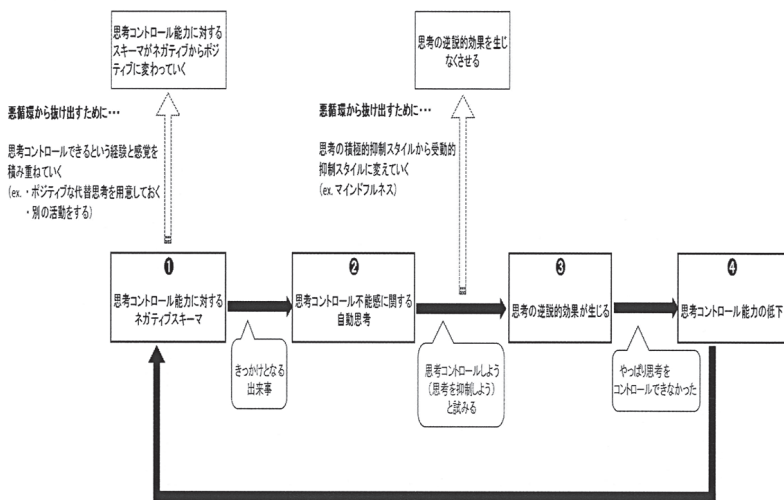 思考コントロール能力に対する
スキーマがネガティブからポジ
ティブに変わっていく
思考の逆説的効果を生じ
なくさせる
悪循環から抜け出すために・・・
思考コントロールできるという経験と感覚を
積み重ねていく
(ex. ・ポジティブな代替思考を用意しておく
・別の活動をする)
悪循環から抜け出すために・・・
思考の積極的抑制スタイルから受動的
抑制スタイルに変えていく
(ex. マインドフルネス)
❶
思考コントロール能力に対する
ネガティブスキーマ
❷
思考コントロール不能感に関する
自動思考
❸
思考の逆説的効果が生じる
❹
思考コントロール能力の低下
きっかけとなる
出来事
思考コントロールしよう
(思考を抑制しよう)
と試みる
やっぱり思考を
コントロールできなかった